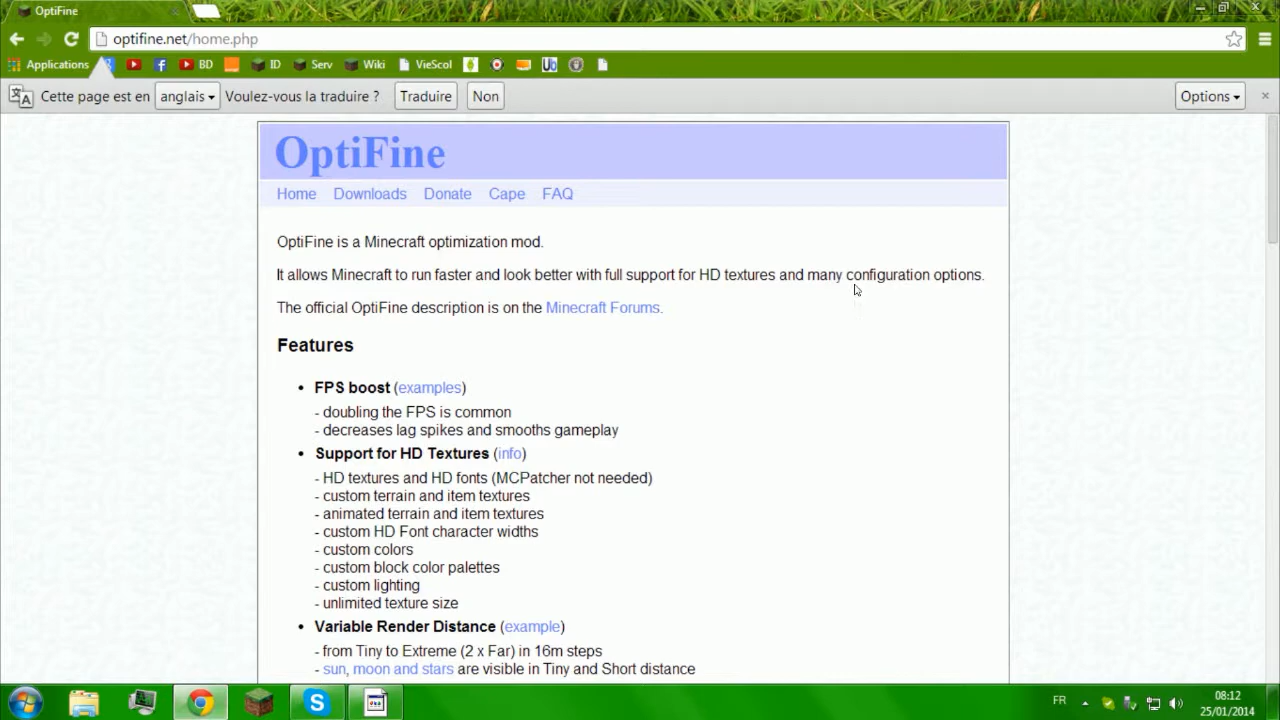 OptiFine
optifine.net/home.php
Applications BD ID Serv Wiki VieScol
Cette page est en anglais Voulez-vous la traduire ? Traduire Non Options
OptiFine
Home Downloads Donate Cape FAQ
OptiFine is a Minecraft optimization mod.
It allows Minecraft to run faster and look better with full support for HD textures and many configuration options.
The official OptiFine description is on the Minecraft Forums.
Features
• FPS boost (examples)
- doubling the FPS is common
- decreases lag spikes and smooths gameplay
• Support for HD Textures (info)
- HD textures and HD fonts (MCPatcher not needed)
- custom terrain and item textures
- animated terrain and item textures
- custom HD Font character widths
- custom colors
- custom block color palettes
- custom lighting
- unlimited texture size
• Variable Render Distance (example)
- from Tiny to Extreme (2 x Far) in 16m steps
- sun, moon and stars are visible in Tiny and Short distance
FR
08:12
25/01/2014